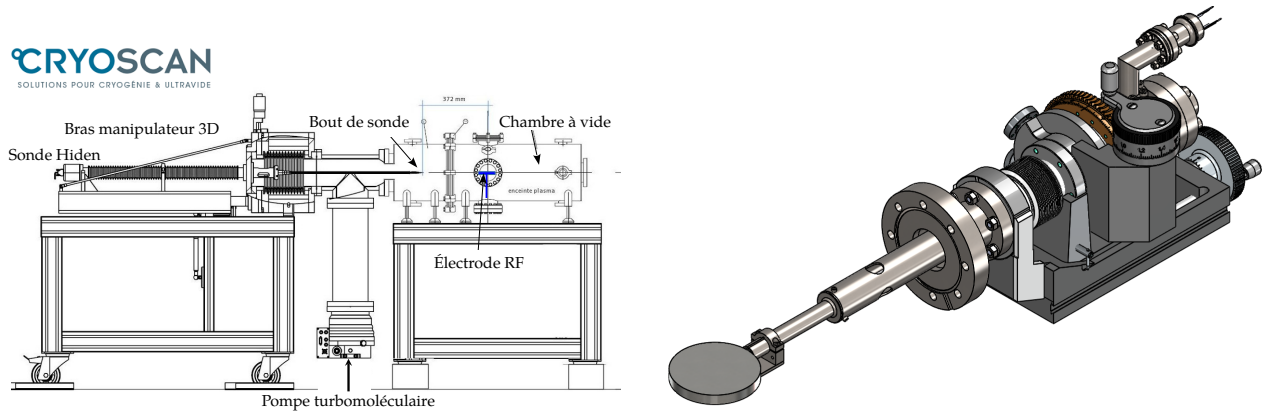 °CRYOSCAN
SOLUTIONS POUR CRYOGÉNIE & ULTRAVIDE
372 mm
Bras manipulateur 3D
Bout de sonde
Chambre à vide
Sonde Hiden
enceinte plasma
Électrode RF
Pompe turbomoléculaire